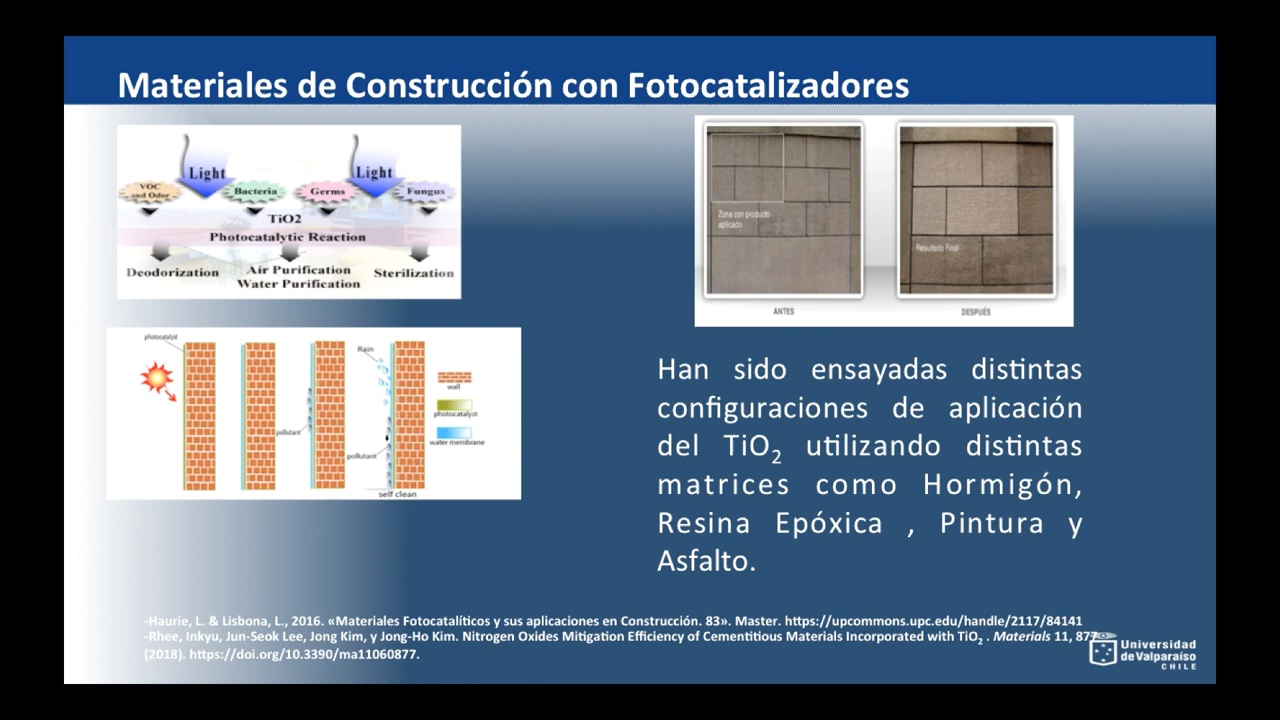 Materiales de Construcción con Fotocatalizadores
Light
Light
VOC
and Odor
Bacteria
Germs
Fungus
TiO2
Photocatalytic Reaction
Deodorization
Air Purification
Water Purification
Sterilization
Zona con producto
aplicado
Resultado Final
ANTES
DESPUÉS
photocatalyst
pollutant
Rain
pollutant
self clean
wall
photocatalyst
water membrane
Han sido ensayadas distintas
configuraciones de aplicación
del TiO2 utilizando distintas
matrices como Hormigón,
Resina Epóxica , Pintura y
Asfalto.
-Haurie, L. & Lisbona, L., 2016. «Materiales Fotocatalíticos y sus aplicaciones en Construcción. 83». Master. https://upcommons.upc.edu/handle/2117/84141
-Rhee, Inkyu, Jun-Seok Lee, Jong Kim, y Jong-Ho Kim. Nitrogen Oxides Mitigation Efficiency of Cementitious Materials Incorporated with TiO2 . Materials 11, 877
(2018). https://doi.org/10.3390/ma11060877.
Universidad
de Valparaíso
CHILE